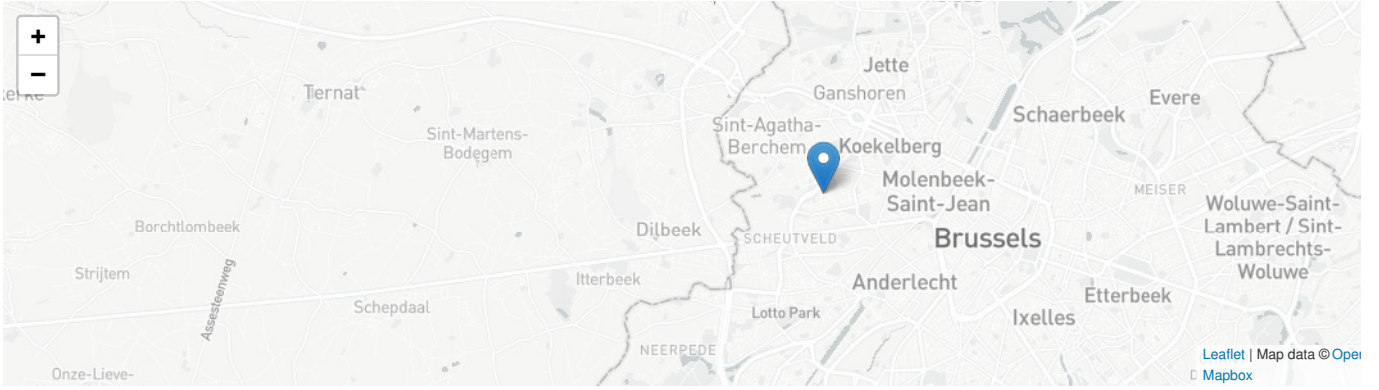 +
−
Jette
Ternat
Ganshoren
Evere
Schaerbeek
Sint-Agatha-
Berchem
Sint-Martens-
Bodegem
Koekelberg
Molenbeek-
Saint-Jean
MEISER
Woluwe-Saint-
Lambert / Sint-
Lambrechts-
Woluwe
Borchtlombeek
Dilbeek
SCHEUTVELD
Brussels
Strijtem
Assesteenweg
Itterbeek
Anderlecht
Etterbeek
Schepdaal
Lotto Park
Ixelles
NEERPEDE
Onze-Lieve-
Leaflet | Map data © Open
Mapbox